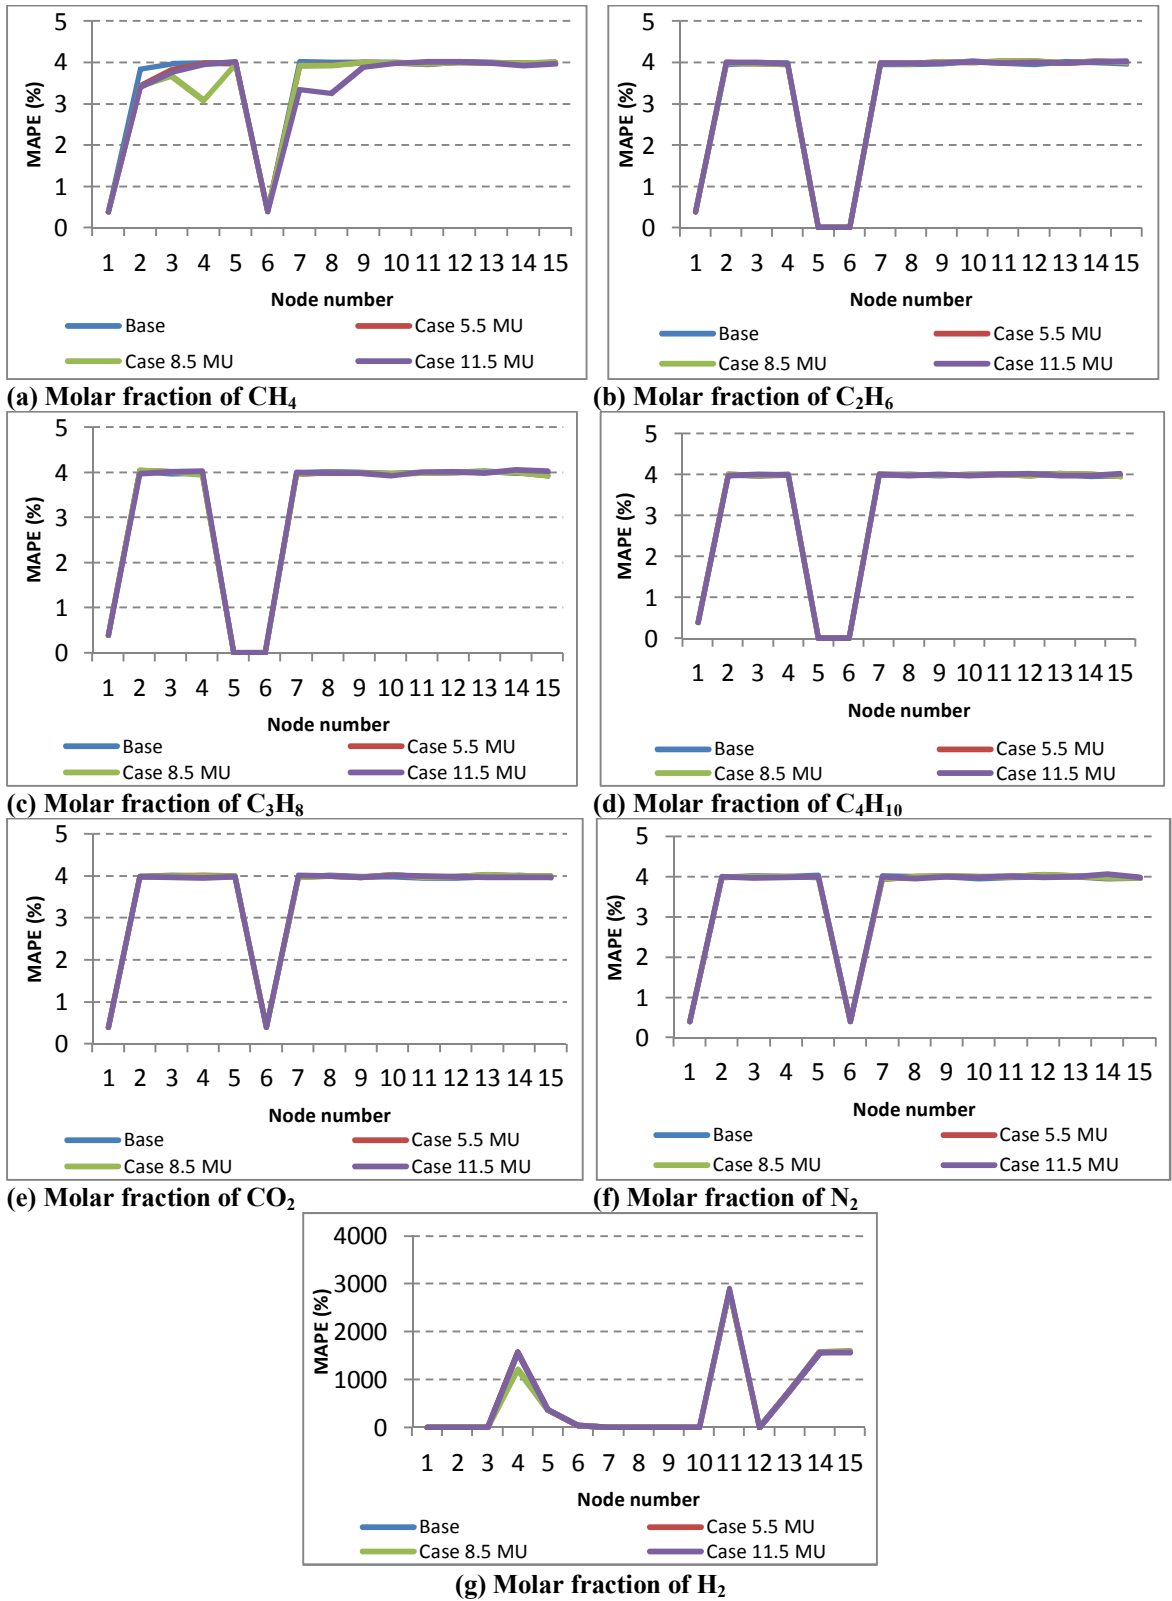 5
4
3
2
1
0
MAPE (%)
1 2 3 4 5 6 7 8 9 10 11 12 13 14 15
Node number
Base Case 5.5 MU
Case 8.5 MU Case 11.5 MU
(a) Molar fraction of CH₄
5
4
3
2
1
0
MAPE (%)
1 2 3 4 5 6 7 8 9 10 11 12 13 14 15
Node number
Base Case 5.5 MU
Case 8.5 MU Case 11.5 MU
(b) Molar fraction of C₂H₆
5
4
3
2
1
0
MAPE (%)
1 2 3 4 5 6 7 8 9 10 11 12 13 14 15
Node number
Base Case 5.5 MU
Case 8.5 MU Case 11.5 MU
(c) Molar fraction of C₃H₈
5
4
3
2
1
0
MAPE (%)
1 2 3 4 5 6 7 8 9 10 11 12 13 14 15
Node number
Base Case 5.5 MU
Case 8.5 MU Case 11.5 MU
(d) Molar fraction of C₄H₁₀
5
4
3
2
1
0
MAPE (%)
1 2 3 4 5 6 7 8 9 10 11 12 13 14 15
Node number
Base Case 5.5 MU
Case 8.5 MU Case 11.5 MU
(e) Molar fraction of CO₂
5
4
3
2
1
0
MAPE (%)
1 2 3 4 5 6 7 8 9 10 11 12 13 14 15
Node number
Base Case 5.5 MU
Case 8.5 MU Case 11.5 MU
(f) Molar fraction of N₂
4000
3000
2000
1000
0
MAPE (%)
1 2 3 4 5 6 7 8 9 10 11 12 13 14 15
Node number
Base Case 5.5 MU
Case 8.5 MU Case 11.5 MU
(g) Molar fraction of H₂